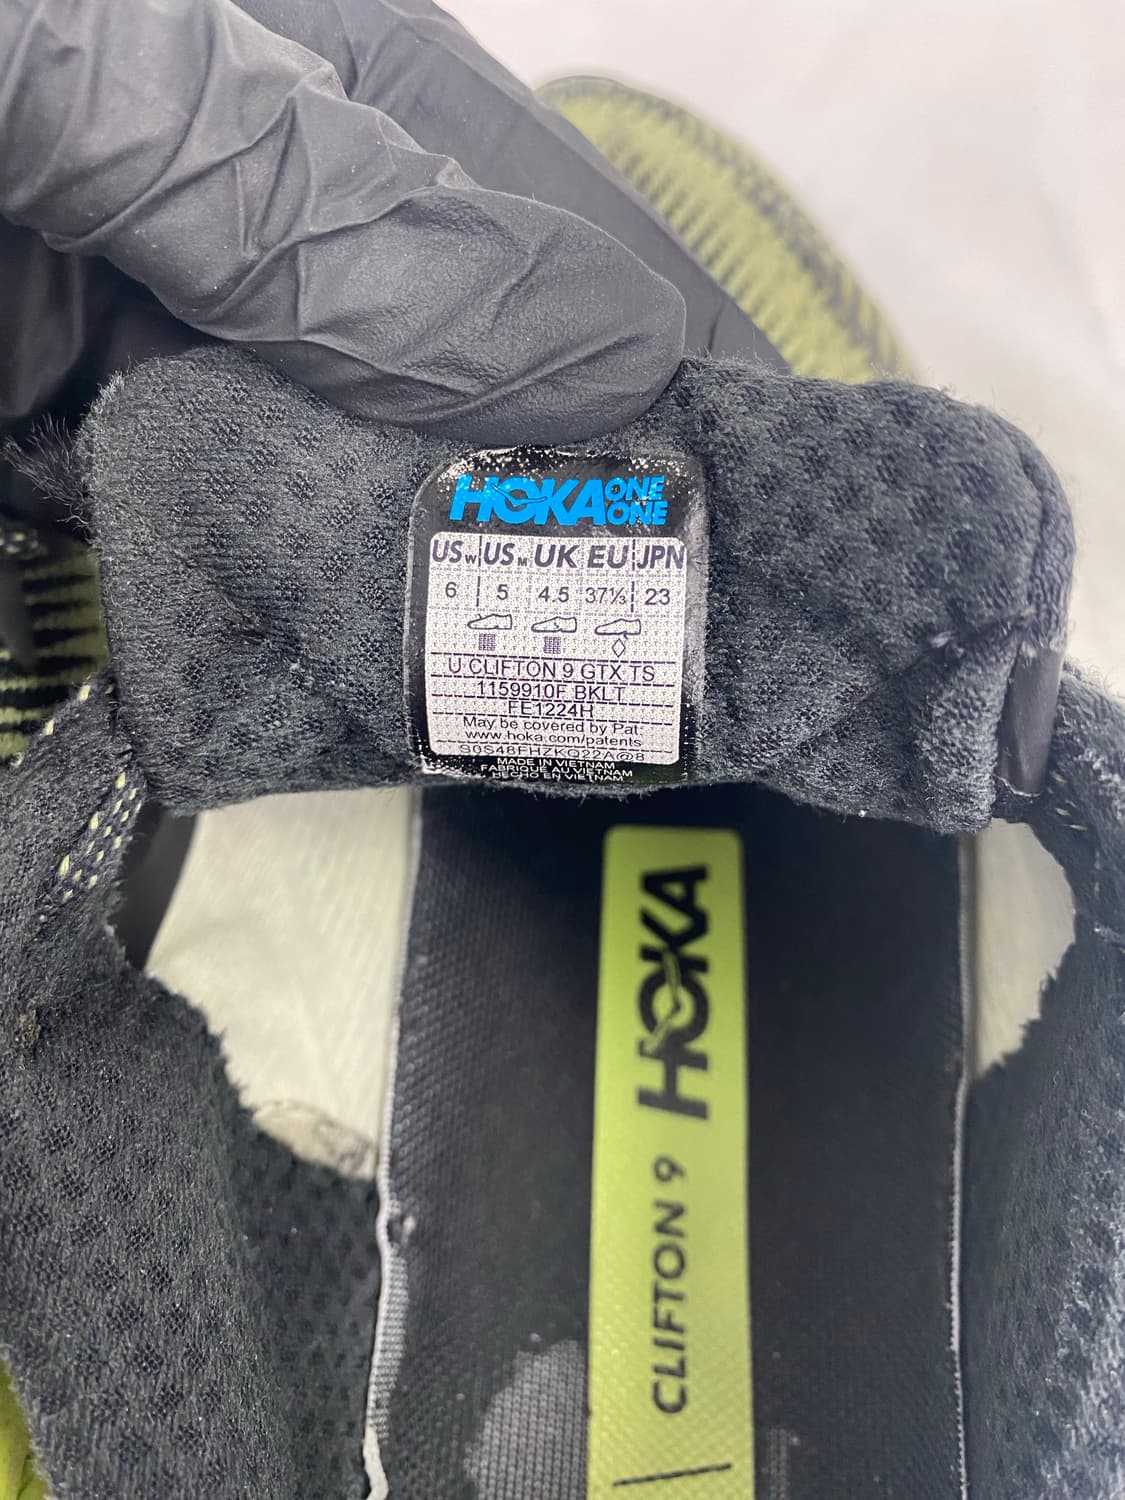 HOKA ONE ONE
US W US M UK EU JPN
6 5 4.5 37⅓ 23
U CLIFTON 9 GTX TS
1159910F BKLT
FE1224H
May be covered by Pat:
www.hoka.com/patents
S0S48FHZKQ22A@8
MADE IN VIETNAM
FABRIQUE AU VIETNAM
HECHO EN VIETNAM
CLIFTON 9 HOKA